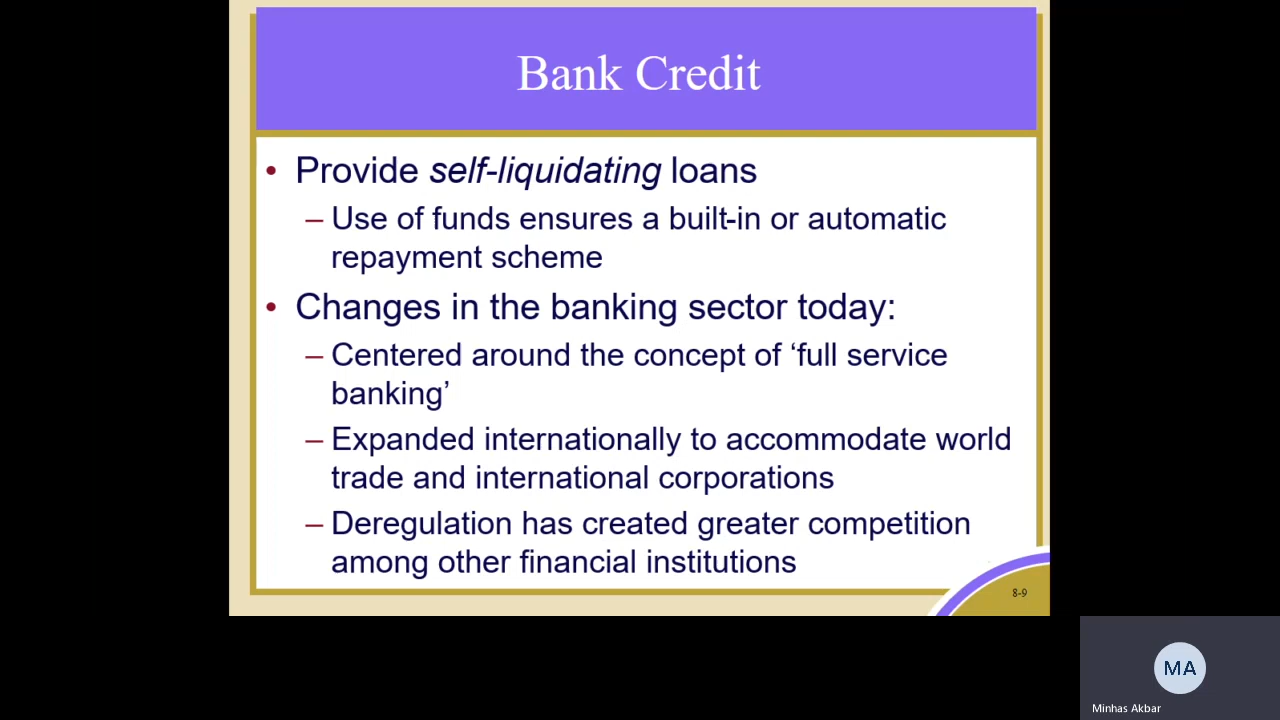 Bank Credit
• Provide self-liquidating loans
– Use of funds ensures a built-in or automatic
repayment scheme
• Changes in the banking sector today:
– Centered around the concept of ‘full service
banking’
– Expanded internationally to accommodate world
trade and international corporations
– Deregulation has created greater competition
among other financial institutions
8-9
MA
Minhas Akbar